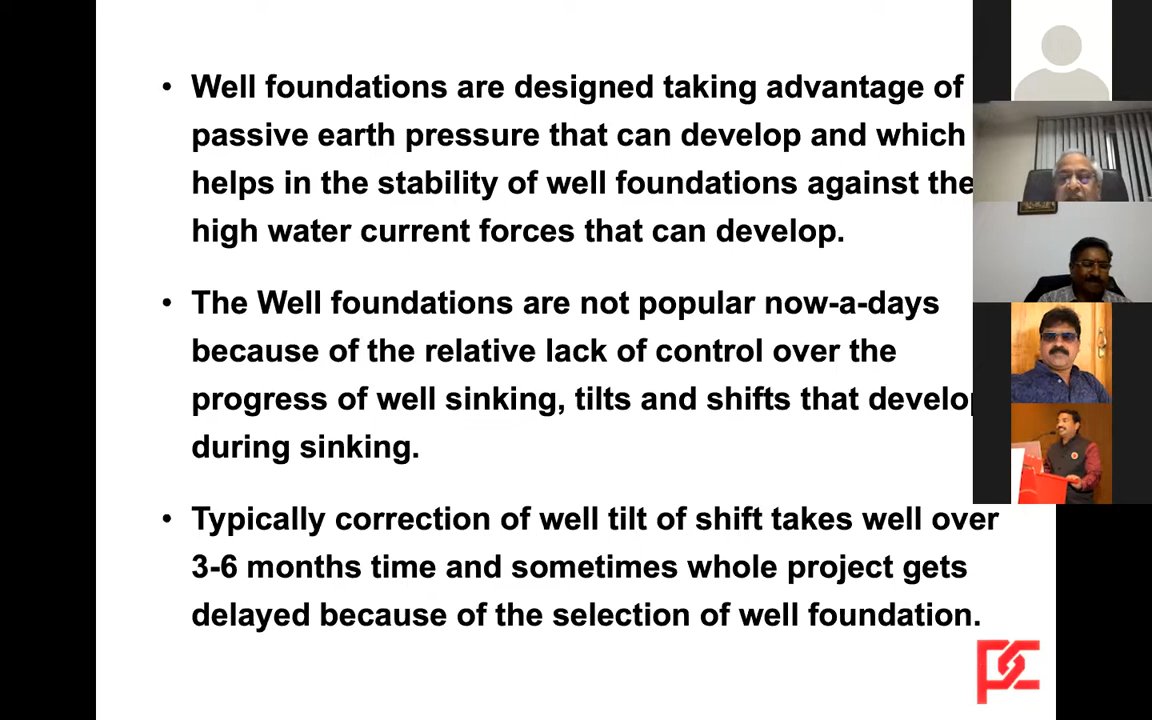 • Well foundations are designed taking advantage of
passive earth pressure that can develop and which
helps in the stability of well foundations against the
high water current forces that can develop.
• The Well foundations are not popular now-a-days
because of the relative lack of control over the
progress of well sinking, tilts and shifts that develop
during sinking.
• Typically correction of well tilt of shift takes well over
3-6 months time and sometimes whole project gets
delayed because of the selection of well foundation.